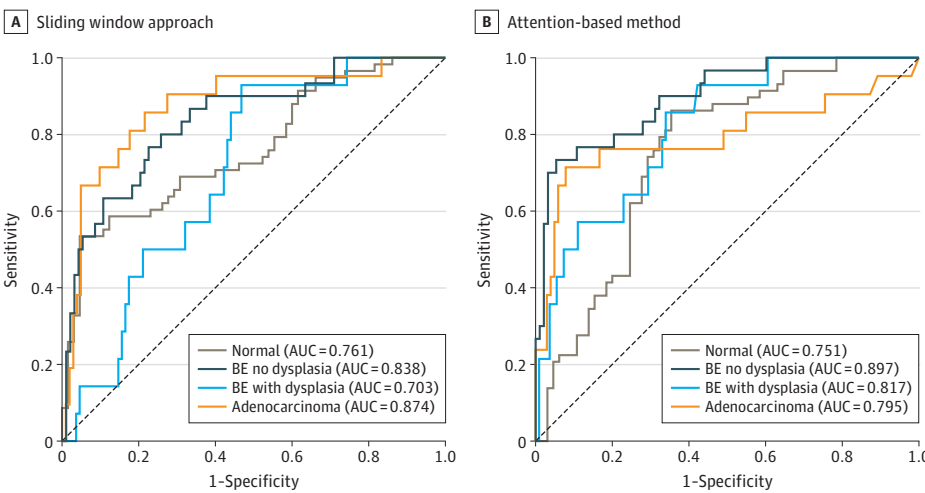 A Sliding window approach
1.0
0.8
0.6
0.4
0.2
0
Sensitivity
0 0.2 0.4 0.6 0.8 1.0
1-Specificity
Normal (AUC=0.761)
BE no dysplasia (AUC=0.838)
BE with dysplasia (AUC=0.703)
Adenocarcinoma (AUC=0.874)
B Attention-based method
1.0
0.8
0.6
0.4
0.2
0
Sensitivity
0 0.2 0.4 0.6 0.8 1.0
1-Specificity
Normal (AUC=0.751)
BE no dysplasia (AUC=0.897)
BE with dysplasia (AUC=0.817)
Adenocarcinoma (AUC=0.795)